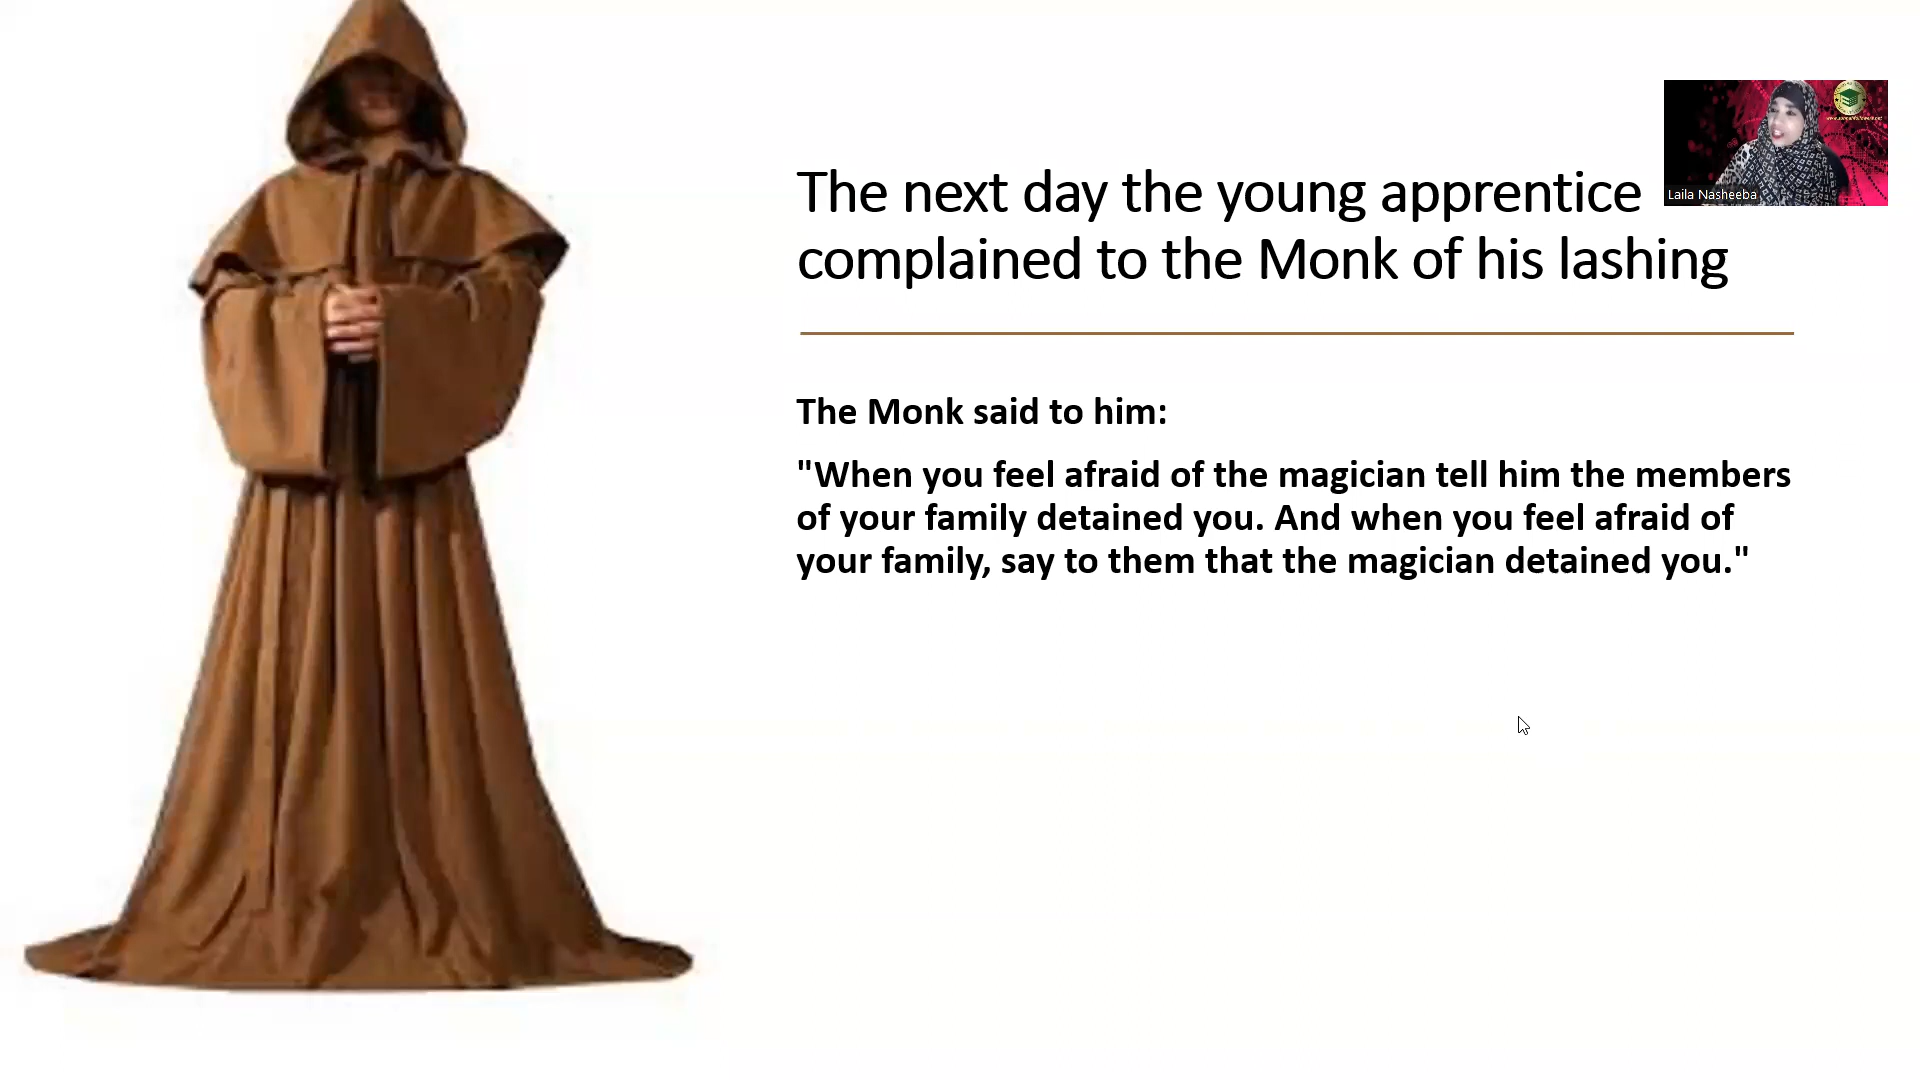 The next day the young apprentice
complained to the Monk of his lashing
Laila Nasheeba
The Monk said to him:
"When you feel afraid of the magician tell him the members
of your family detained you. And when you feel afraid of
your family, say to them that the magician detained you."